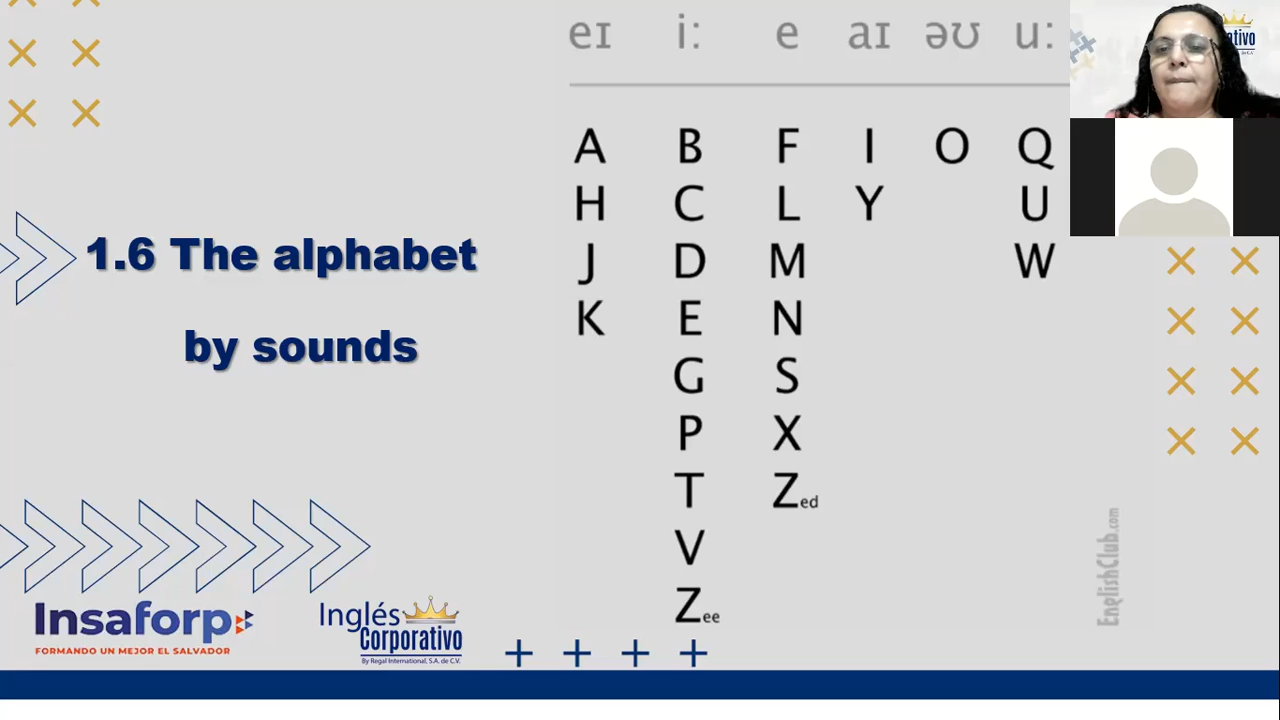 eɪ i: e aɪ əʊ u:
A B F I O Q
H C L Y U
J D M W
K E N
G S
P X
T Zed
V
Zee
1.6 The alphabet
by sounds
EnglishClub.com
Insaforp
FORMANDO UN MEJOR EL SALVADOR
Inglés
Corporativo
By Regal International, S.A. de C.V.